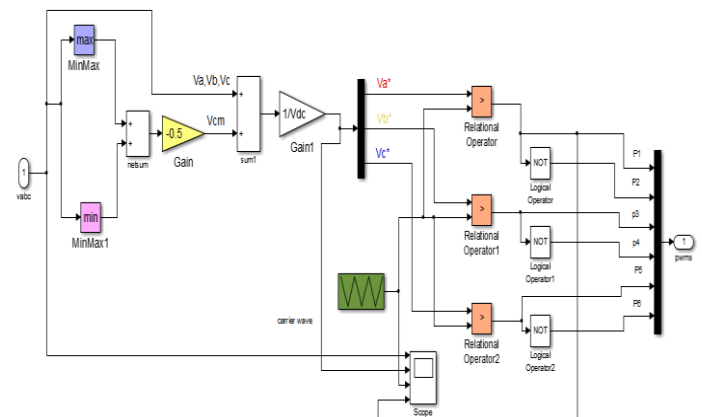 max
MinMax
Va,Vb,Vc
Va*
>
Relational
Operator
+
+
netsum
-0.5
Gain
Vcm
+
+
sum1
1/Vdc
Gain1
Vb*
Vc*
NOT
Logical
Operator
P1
P2
1
vabc
min
MinMax1
>
Relational
Operator1
NOT
Logical
Operator1
p3
p4
P5
P6
1
pwms
carrier wave
>
Relational
Operator2
NOT
Logical
Operator2
Scope